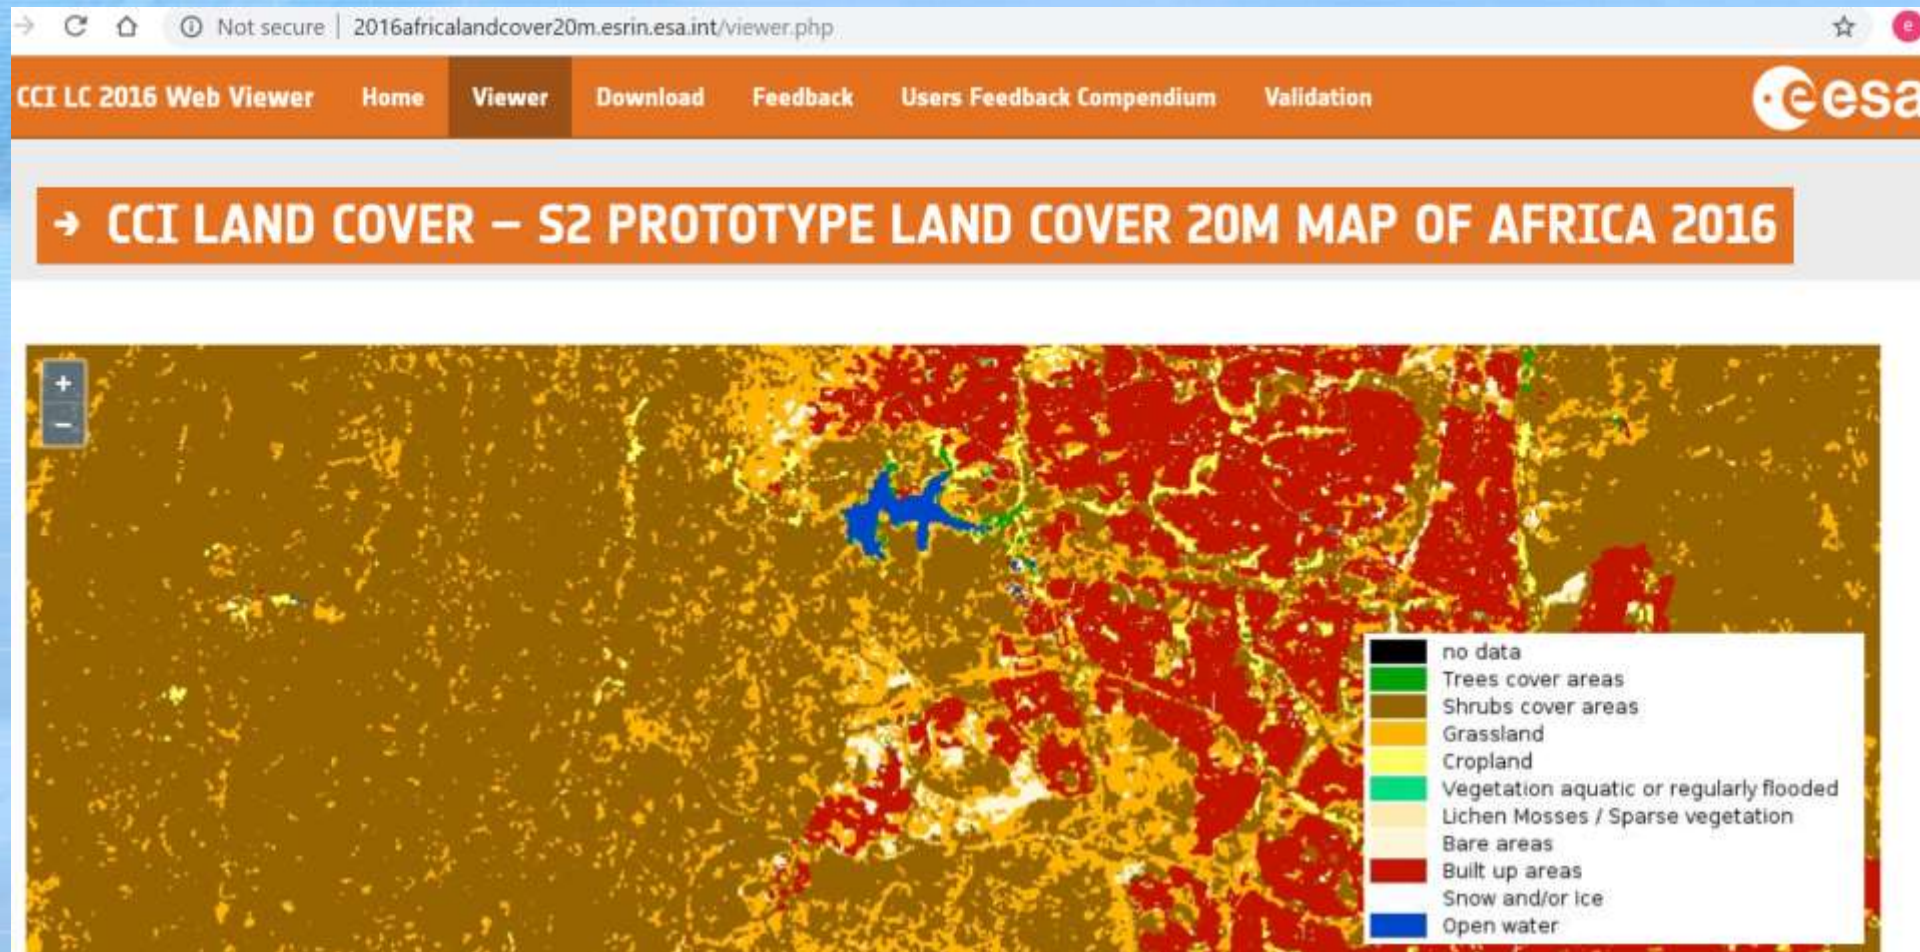 Not secure | 2016africalandcover20m.esrin.esa.int/viewer.php
e
CCI LC 2016 Web Viewer Home Viewer Download Feedback Users Feedback Compendium Validation
esa
→ CCI LAND COVER – S2 PROTOTYPE LAND COVER 20M MAP OF AFRICA 2016
+
–
no data
Trees cover areas
Shrubs cover areas
Grassland
Cropland
Vegetation aquatic or regularly flooded
Lichen Mosses / Sparse vegetation
Bare areas
Built up areas
Snow and/or Ice
Open water